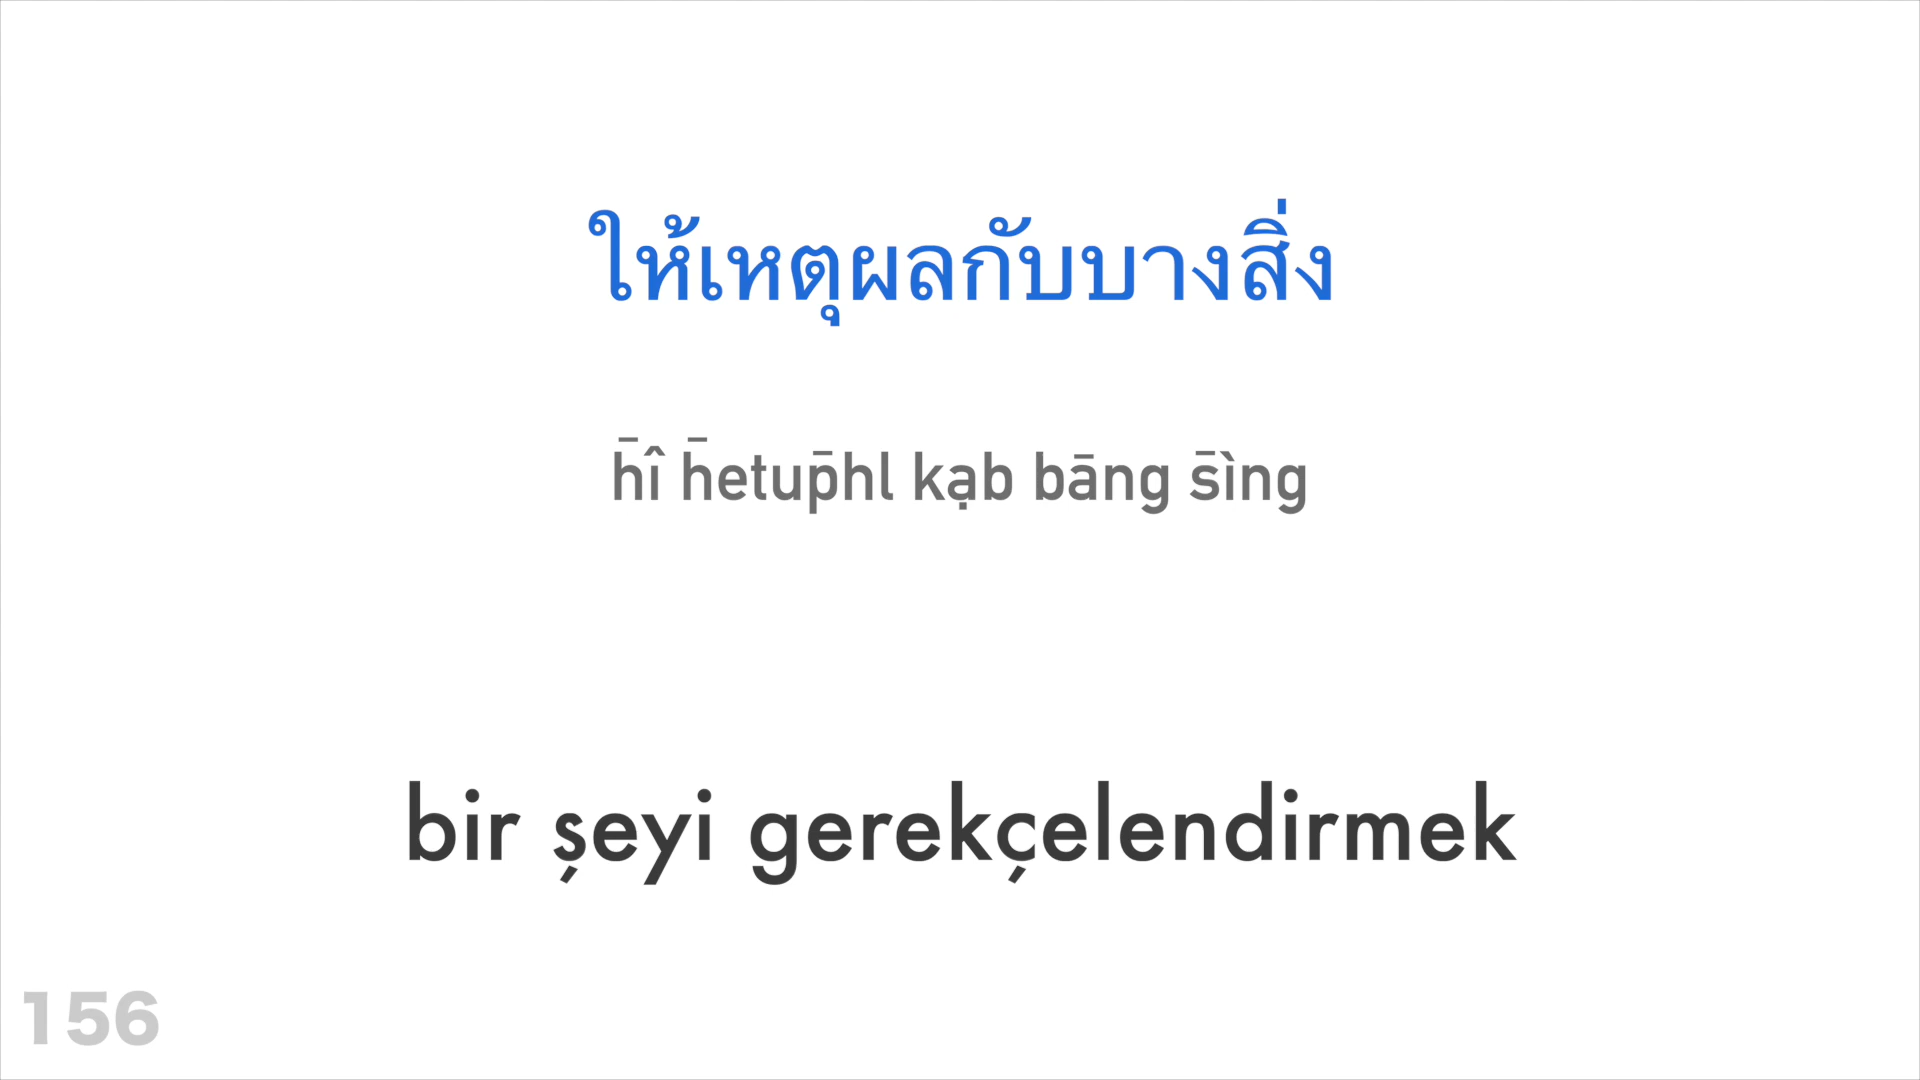 ให้เหตุผลกับบางสิ่ง
h̄ı̂ h̄etup̄hl kạb bāng s̄ìng
bir şeyi gerekçelendirmek
156